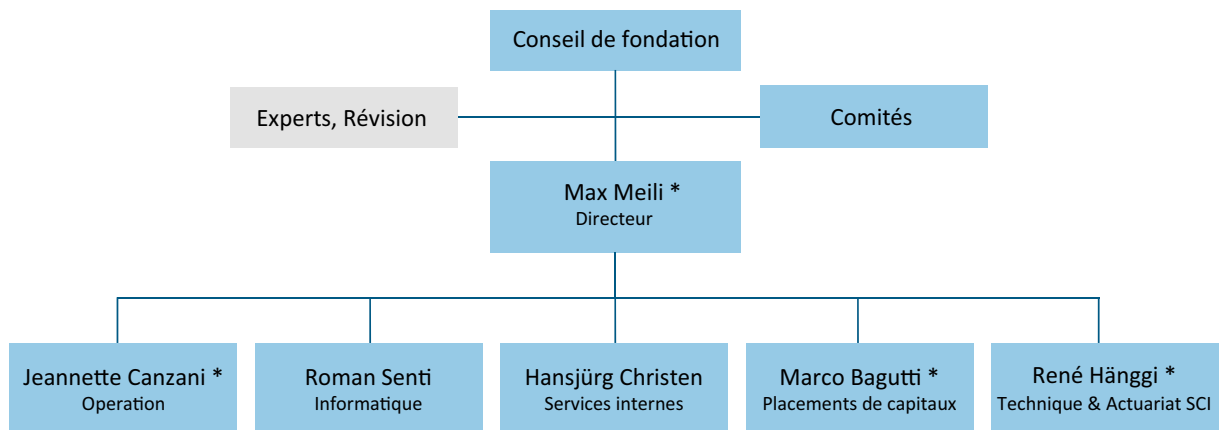 Conseil de fondation
Experts, Révision
Comités
Max Meili *
Directeur
Jeannette Canzani *
Operation
Roman Senti
Informatique
Hansjürg Christen
Services internes
Marco Bagutti *
Placements de capitaux
René Hänggi *
Technique & Actuariat SCI